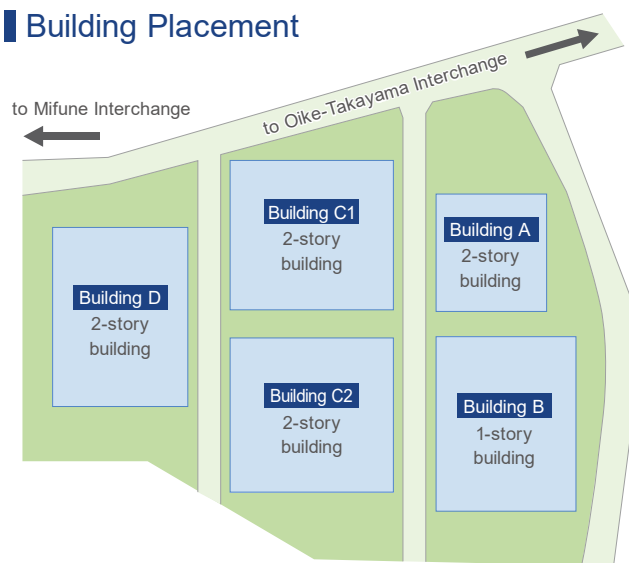 Building Placement
to Mifune Interchange
to Oike-Takayama Interchange
Building C1
2-story
building
Building A
2-story
building
Building D
2-story
building
Building C2
2-story
building
Building B
1-story
building